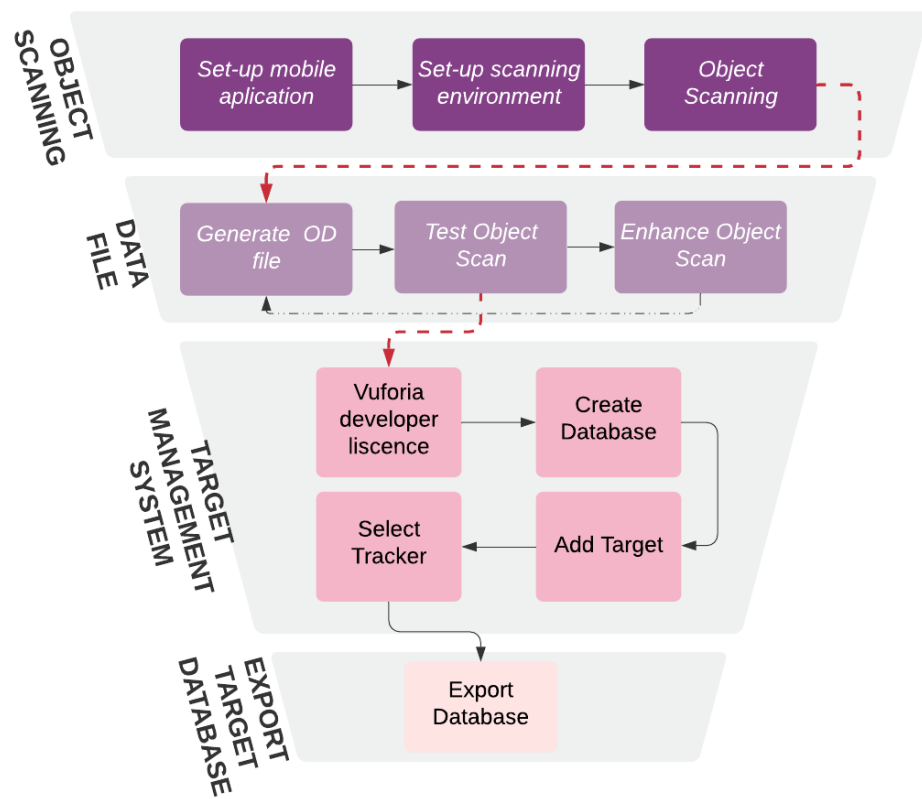 OBJECT
SCANNING
Set-up mobile
aplication
Set-up scanning
environment
Object
Scanning
DATA
FILE
Generate OD
file
Test Object
Scan
Enhance Object
Scan
TARGET
MANAGEMENT
SYSTEM
Vuforia
developer
liscence
Create
Database
Add Target
Select
Tracker
EXPORT
TARGET
DATABASE
Export
Database